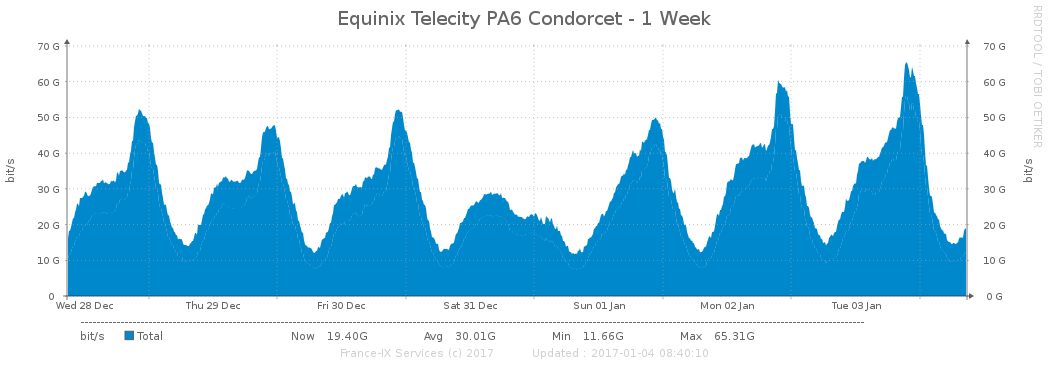 Equinix Telecity PA6 Condorcet - 1 Week
RRDTOOL / TOBI OETIKER
bit/s
70 G
60 G
50 G
40 G
30 G
20 G
10 G
0
70 G
60 G
50 G
40 G
30 G
20 G
10 G
0 G
bit/s
Wed 28 Dec Thu 29 Dec Fri 30 Dec Sat 31 Dec Sun 01 Jan Mon 02 Jan Tue 03 Jan
bit/s Total Now 19.40G Avg 30.01G Min 11.66G Max 65.31G
France-IX Services (c) 2017 Updated : 2017-01-04 08:40:10